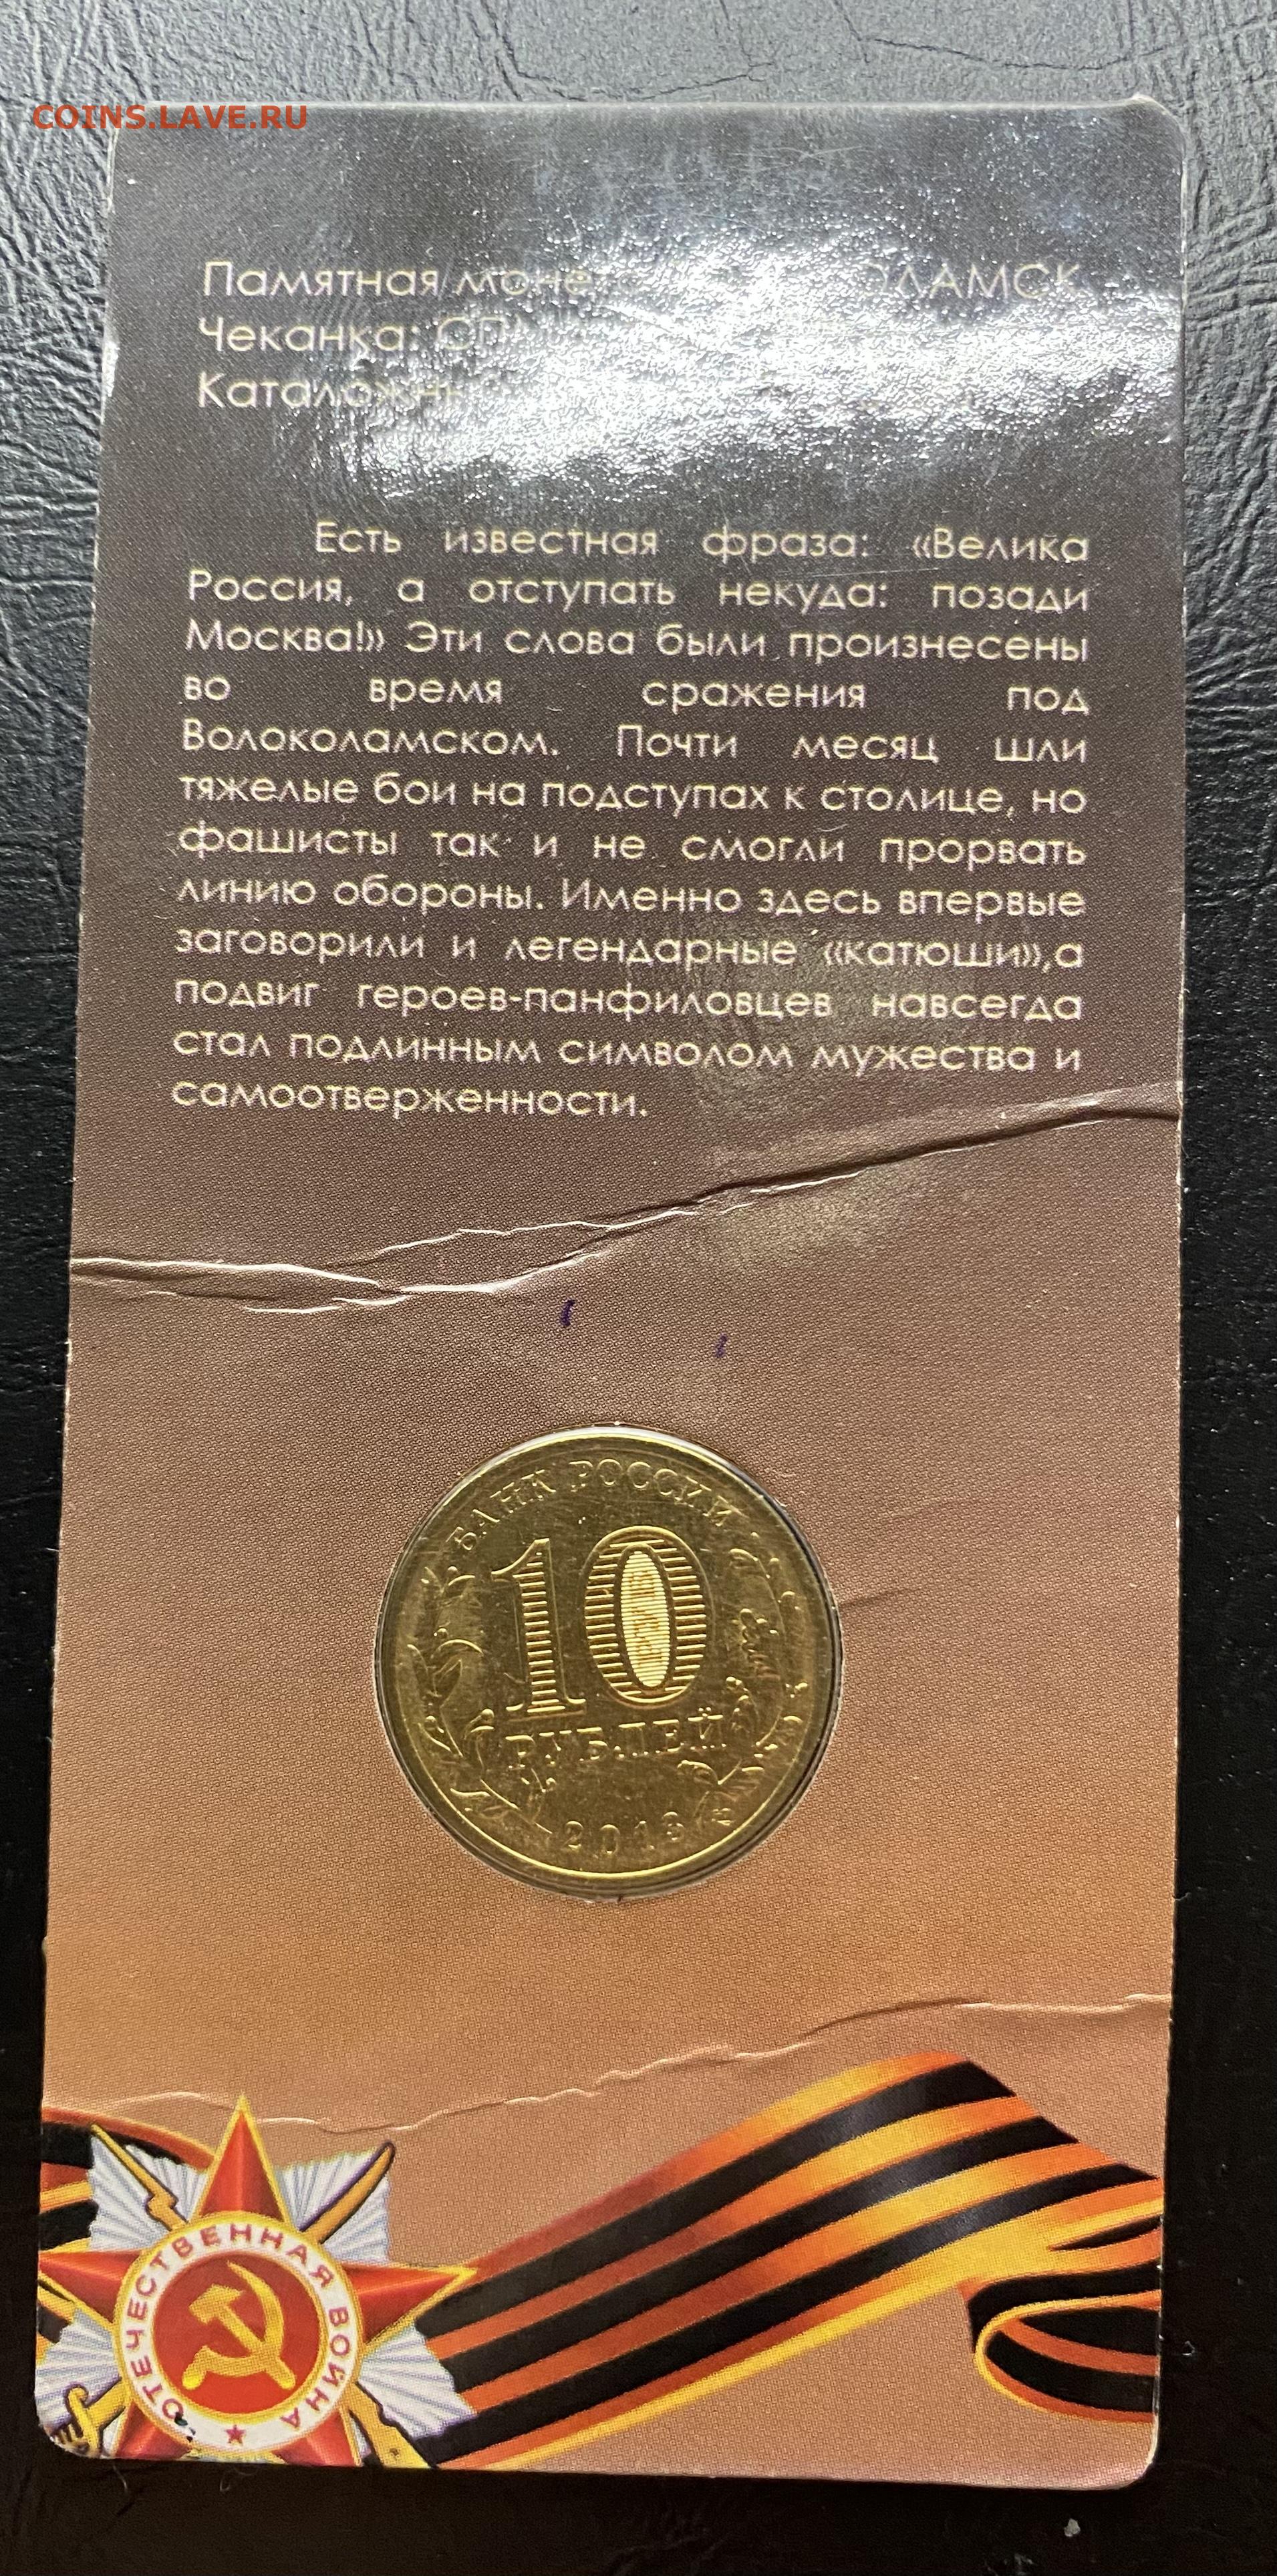 COINS.LAVE.RU
Памятная
Чеканка:
Есть известная фраза: «Велика
Россия, а отступать некуда: позади
Москва!» Эти слова были произнесены
во время сражения под
Волоколамском. Почти месяц шли
тяжелые бои на подступах к столице, но
фашисты так и не смогли прорвать
линию обороны. Именно здесь впервые
заговорили и легендарные «катюши»,а
подвиг героев-панфиловцев навсегда
стал подлинным символом мужества и
самоотверженности.
БАНК РОССИИ
10
РУБЛЕЙ
2013
ОТЕЧЕСТВЕННАЯ ВОЙНА